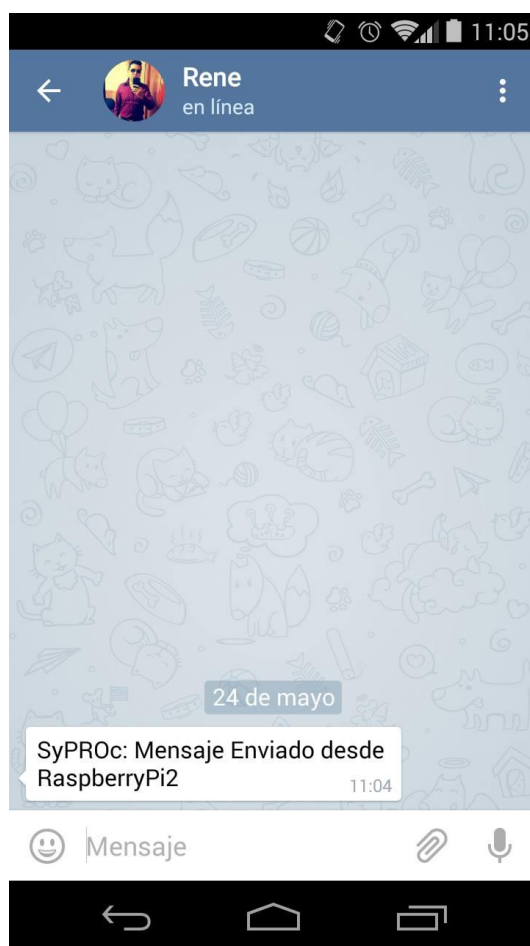 11:05
Rene
en línea
24 de mayo
SyPROc: Mensaje Enviado desde
RaspberryPi2
11:04
Mensaje